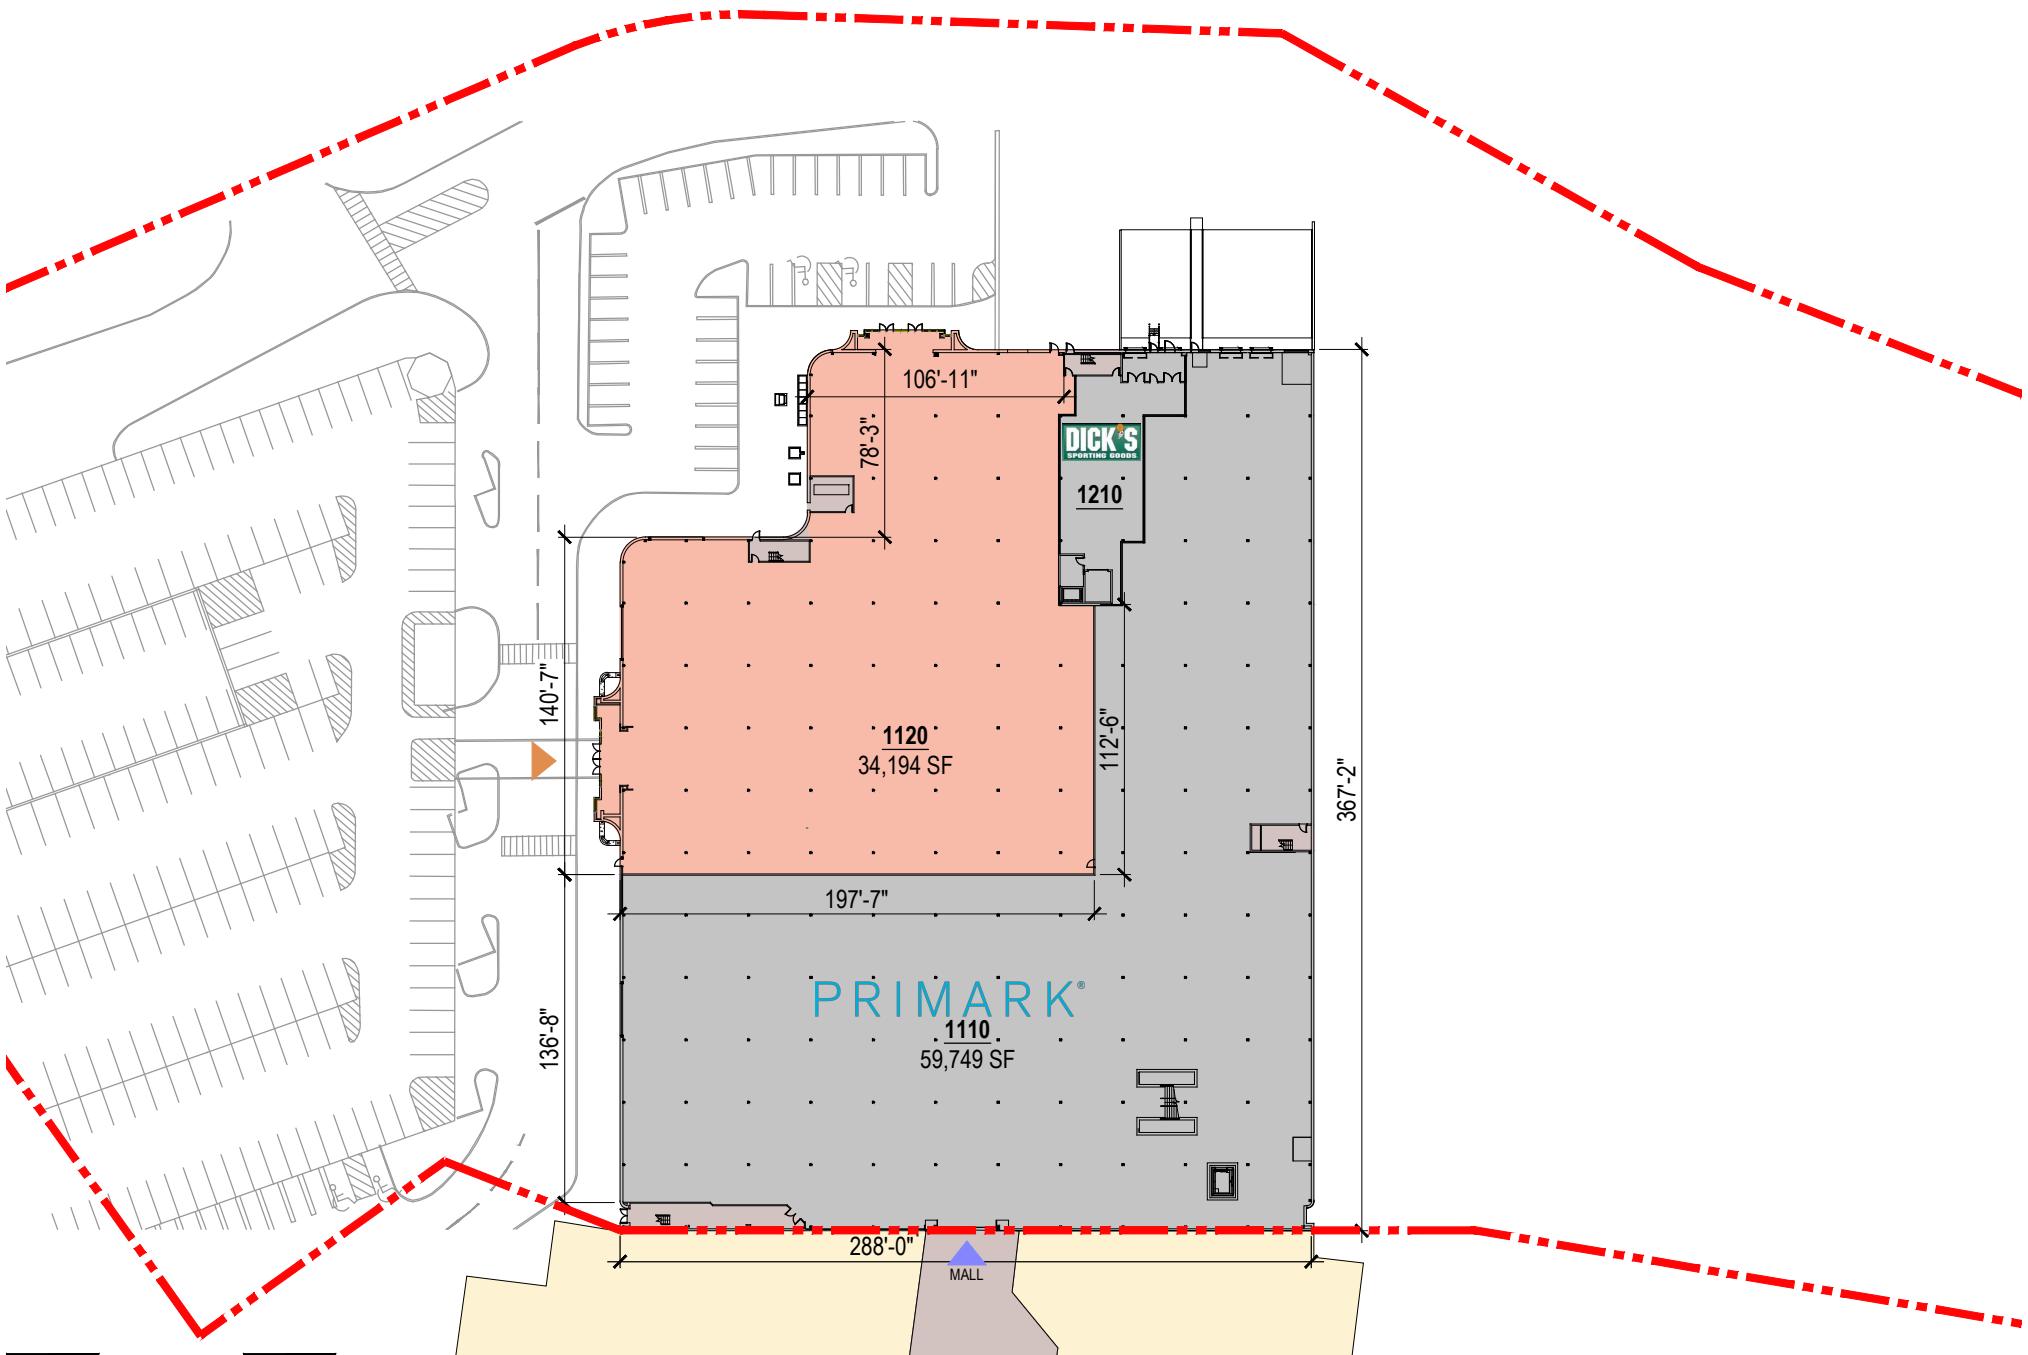 106'-11"
78'-3"
DICK'S
SPORTING GOODS
1210
140'-7"
1120
34,194 SF
112'-6"
367'-2"
197'-7"
PRIMARK®
1110
59,749 SF
136'-8"
288'-0"
MALL